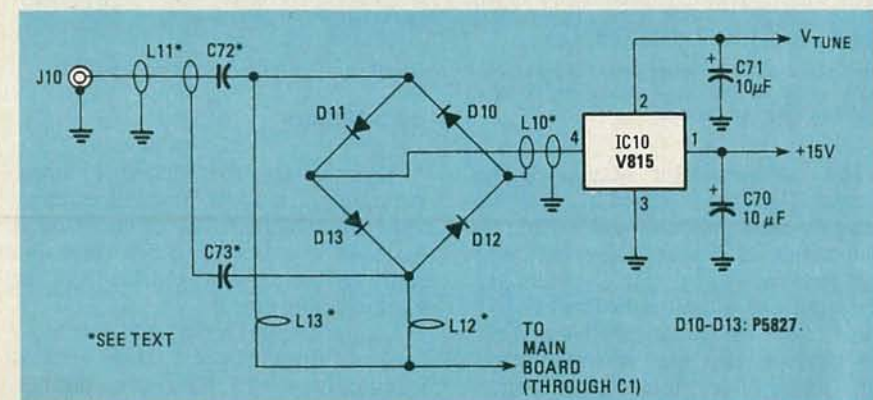 J10
L11*
C72*
D11
D10
L10*
4
2
IC10
V815
1
3
VTUNE
C71
10µF
+
+15V
+
C70
10 µF
D13
D12
C73*
L13*
L12*
*SEE TEXT
TO
MAIN
BOARD
(THROUGH C1)
D10-D13: P5827.